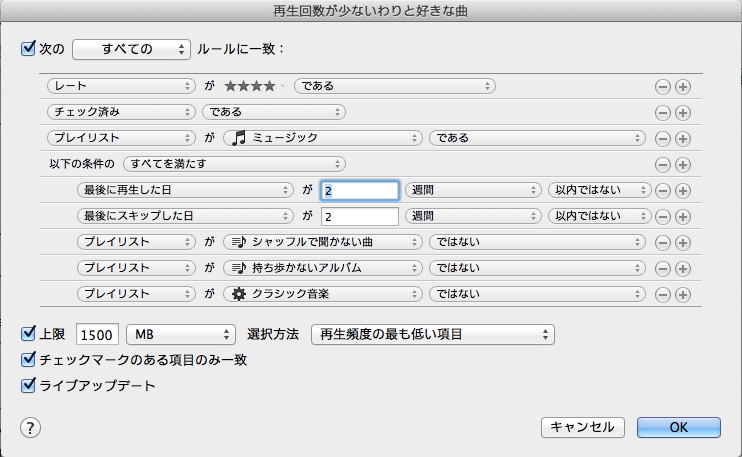 再生回数が少ないわりと好きな曲
次の すべての ルールに一致：
レート が ★★★★・ である
チェック済み である
プレイリスト が ミュージック である
以下の条件の すべてを満たす
最後に再生した日 が 2 週間 以内ではない
最後にスキップした日 が 2 週間 以内ではない
プレイリスト が シャッフルで聞かない曲 ではない
プレイリスト が 持ち歩かないアルバム ではない
プレイリスト が クラシック音楽 ではない
上限 1500 MB 選択方法 再生頻度の最も低い項目
チェックマークのある項目のみ一致
ライブアップデート
? キャンセル OK